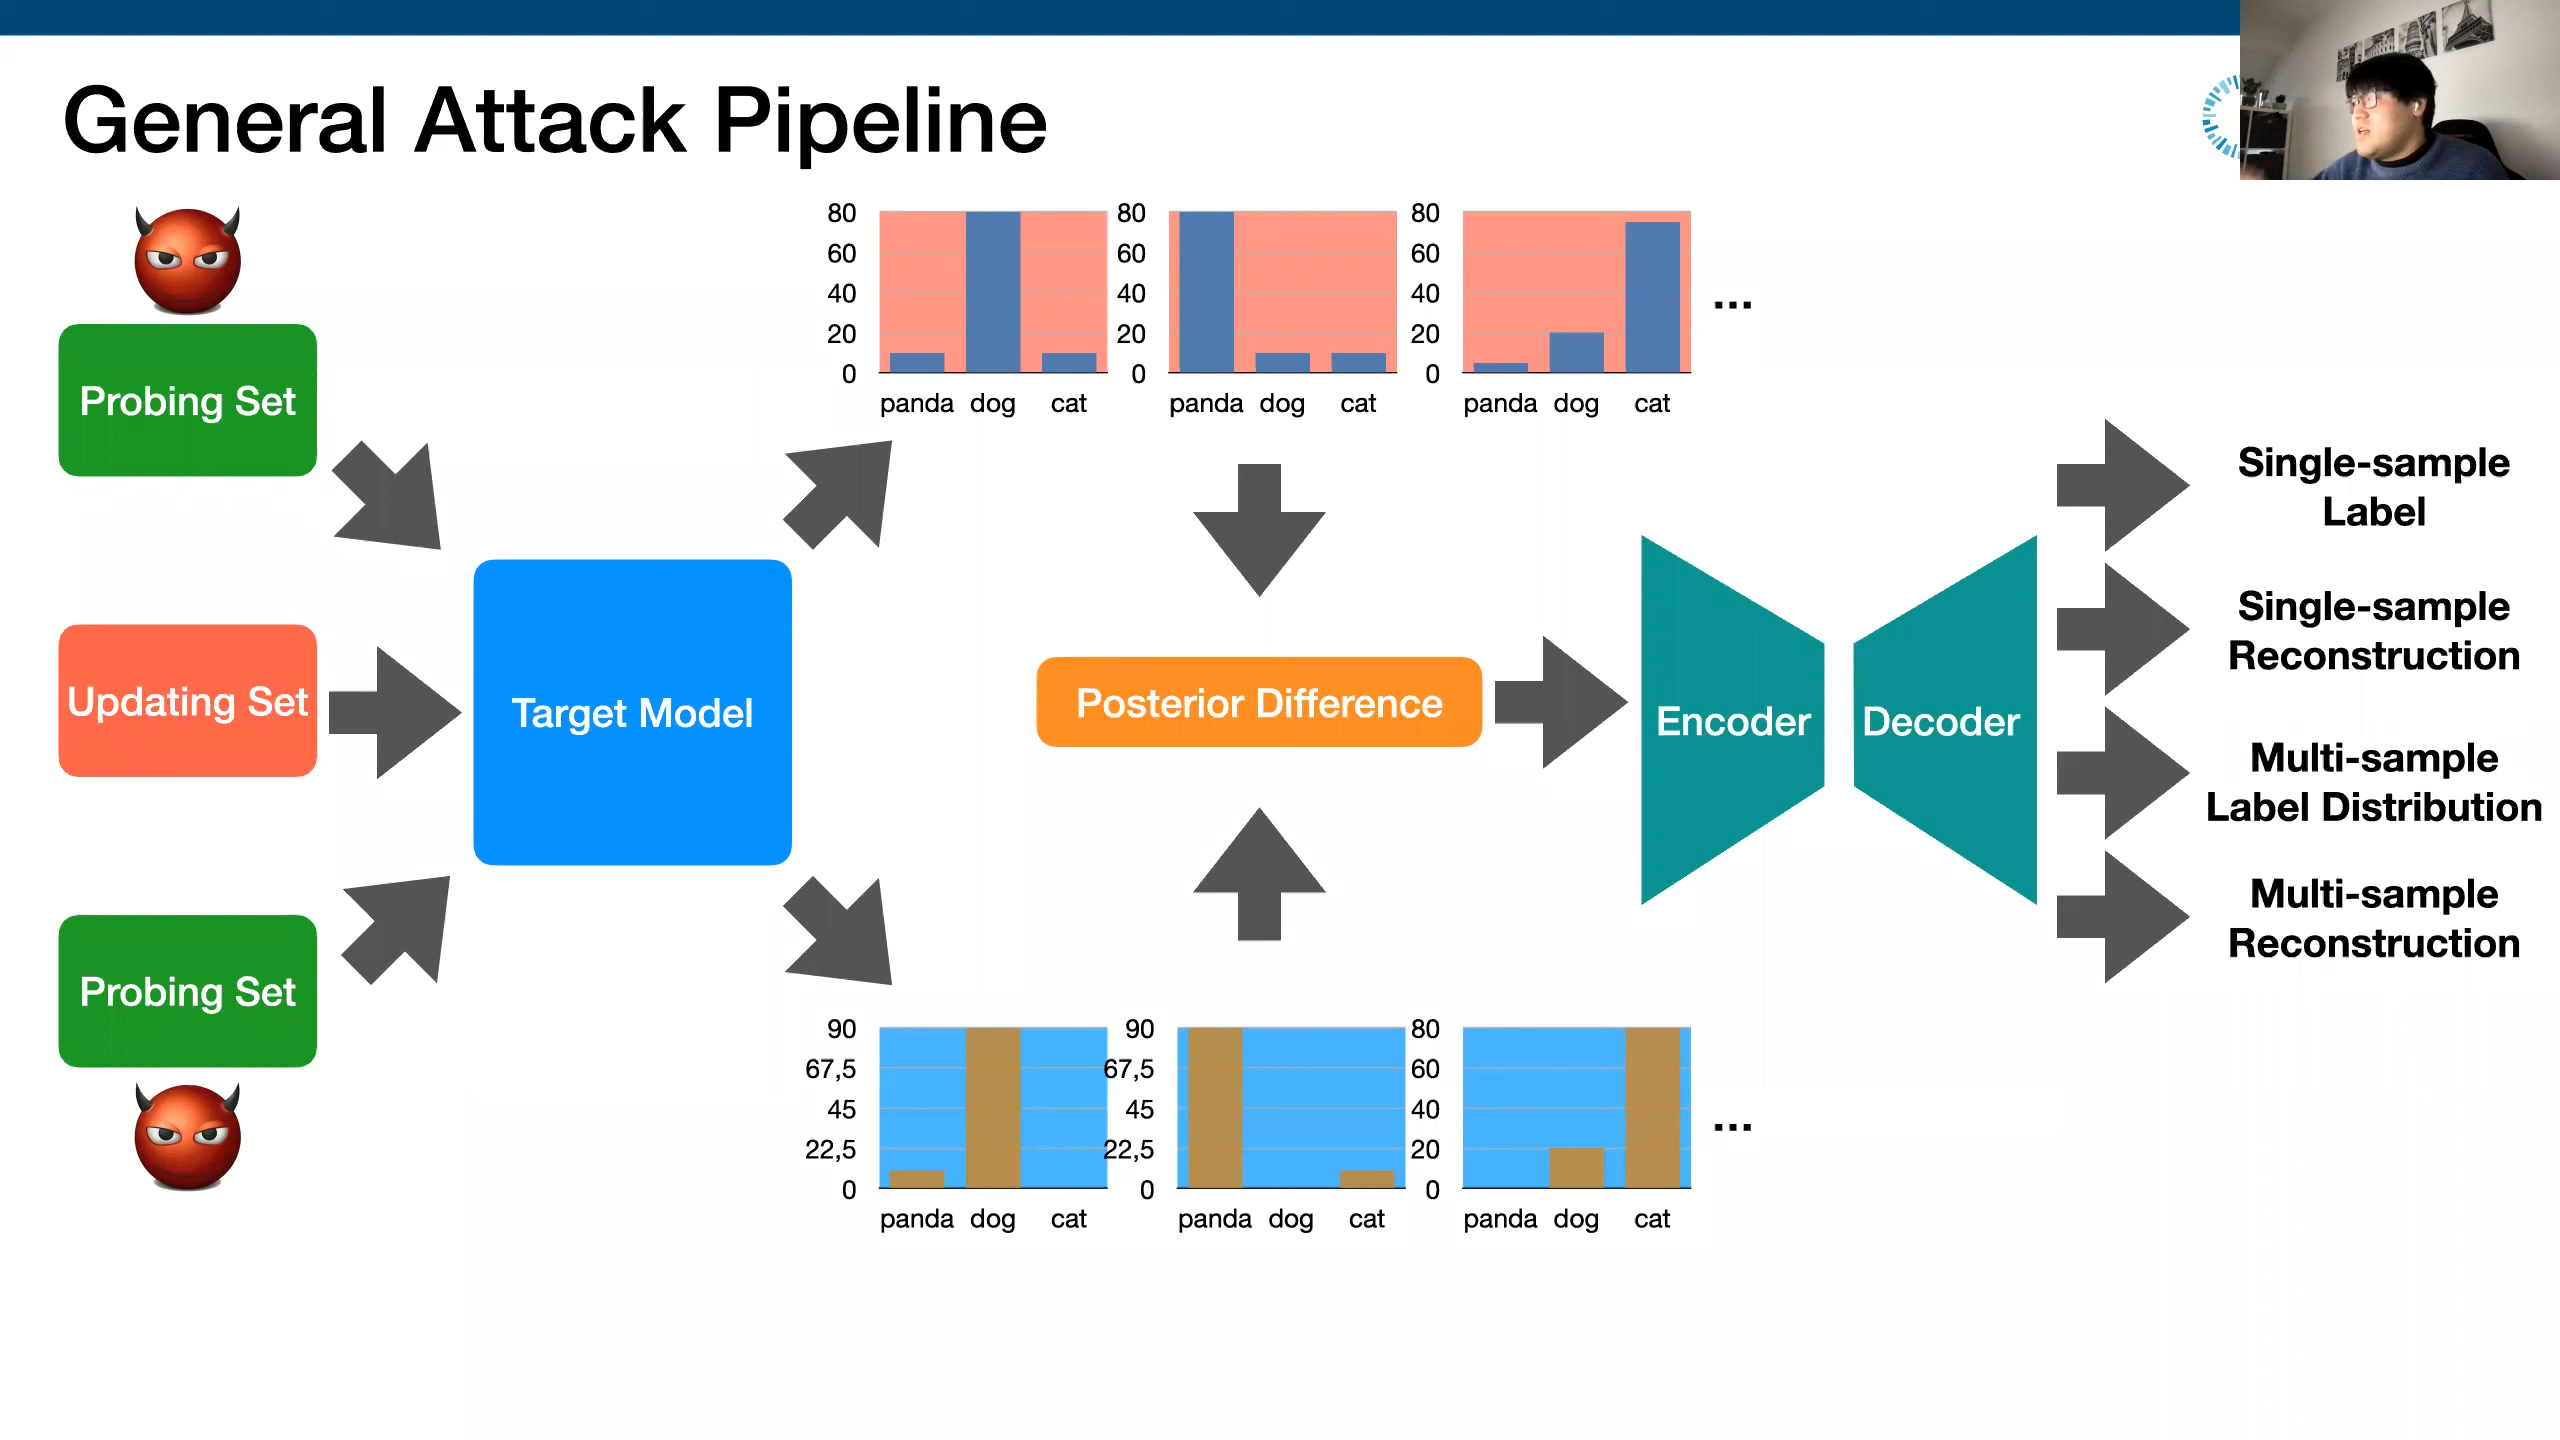 General Attack Pipeline
Probing Set
Updating Set
Probing Set
Target Model
80
60
40
20
0
panda dog cat
80
60
40
20
0
panda dog cat
80
60
40
20
0
panda dog cat
...
Posterior Difference
90
67,5
45
22,5
0
panda dog cat
90
67,5
45
22,5
0
panda dog cat
80
60
40
20
0
panda dog cat
...
Encoder
Decoder
Single-sample
Label
Single-sample
Reconstruction
Multi-sample
Label Distribution
Multi-sample
Reconstruction